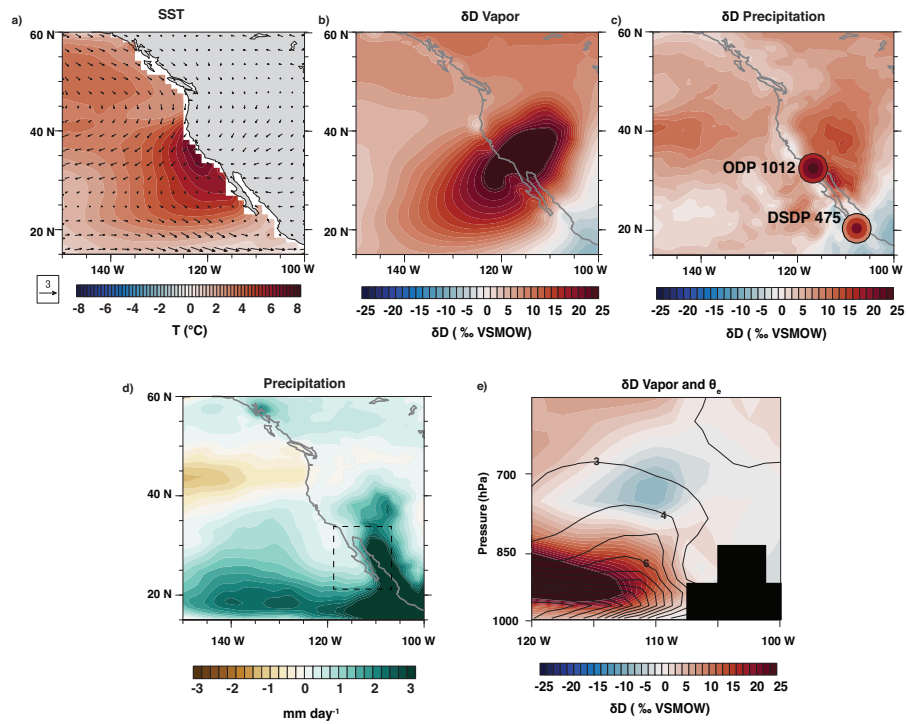 a)
SST
60 N
40 N
20 N
140 W
120 W
100 W
3
-8
-6
-4
-2
0
2
4
6
8
T (°C)
b)
δD Vapor
60 N
40 N
20 N
140 W
120 W
100 W
-25
-20
-15
-10
-5
0
5
10
15
20
25
δD ( ‰ VSMOW)
c)
δD Precipitation
60 N
40 N
20 N
ODP 1012
DSDP 475
140 W
120 W
100 W
-25
-20
-15
-10
-5
0
5
10
15
20
25
δD ( ‰ VSMOW)
d)
Precipitation
60 N
40 N
20 N
140 W
120 W
100 W
-3
-2
-1
0
1
2
3
mm day⁻¹
e)
δD Vapor and θₑ
Pressure (hPa)
700
850
1000
3
4
6
120 W
110 W
100 W
-25
-20
-15
-10
-5
0
5
10
15
20
25
δD ( ‰ VSMOW)